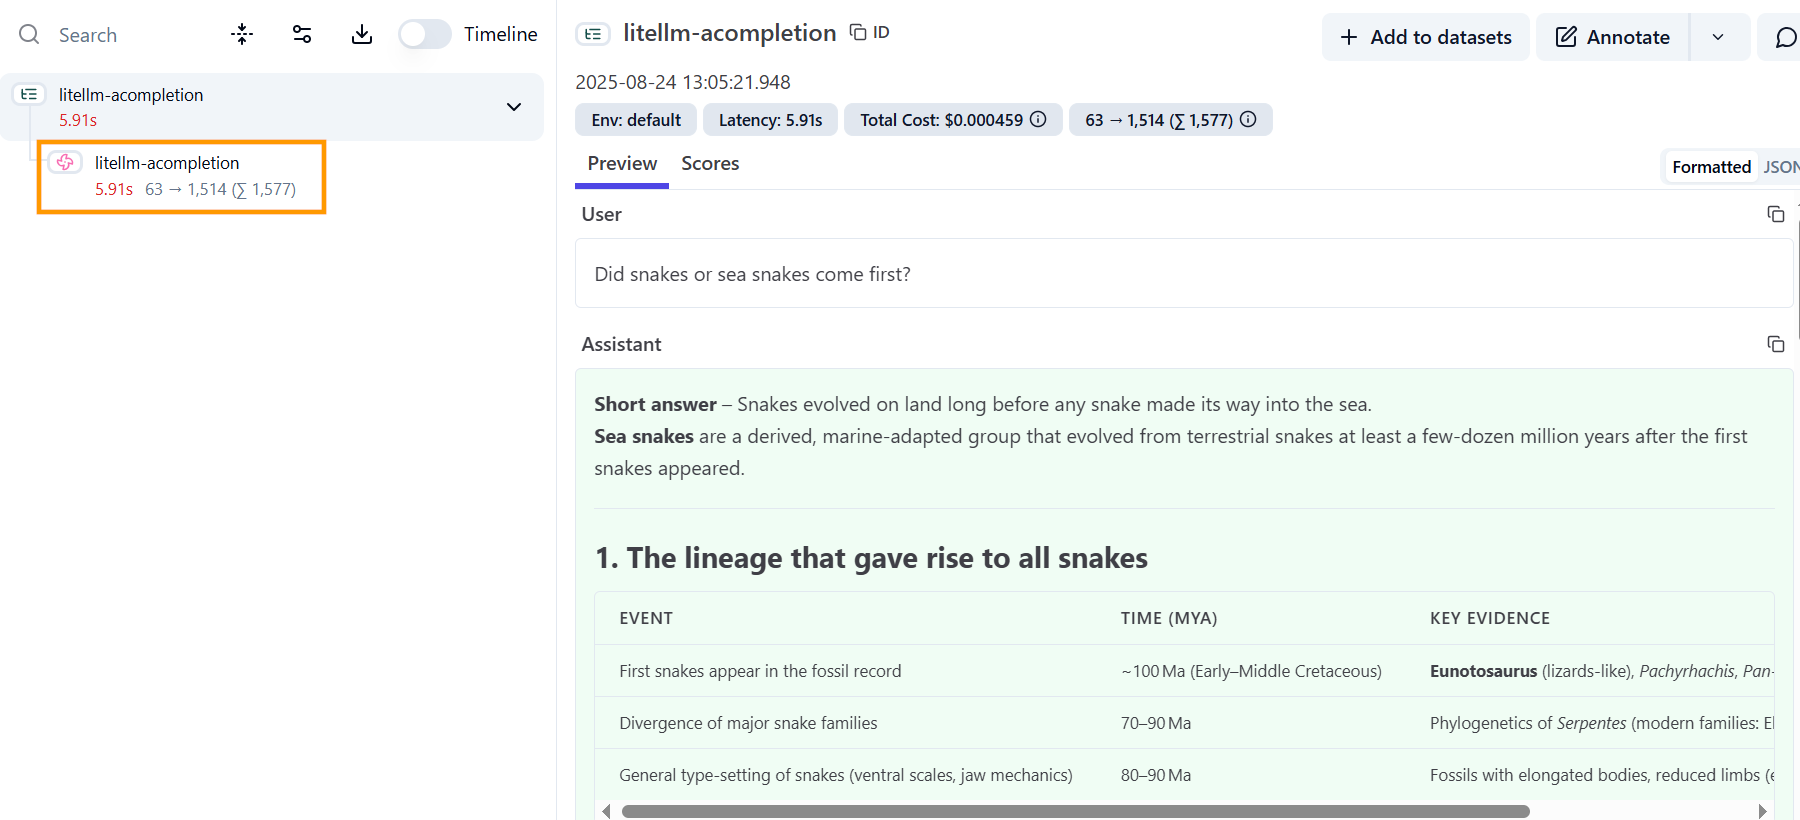 Search
Timeline
litellm-acompletion
5.91s
litellm-acompletion
5.91s 63 → 1,514 (∑ 1,577)
litellm-acompletion ID
Add to datasets
Annotate
2025-08-24 13:05:21.948
Env: default
Latency: 5.91s
Total Cost: $0.000459
63 → 1,514 (∑ 1,577)
Preview Scores
Formatted JSON
User
Did snakes or sea snakes come first?
Assistant
Short answer – Snakes evolved on land long before any snake made its way into the sea.
Sea snakes are a derived, marine-adapted group that evolved from terrestrial snakes at least a few-dozen million years after the first
snakes appeared.
1. The lineage that gave rise to all snakes
EVENT TIME (MYA) KEY EVIDENCE
First snakes appear in the fossil record ~100 Ma (Early–Middle Cretaceous) Eunotosaurus (lizards-like), Pachyrhachis, Pan-
Divergence of major snake families 70–90 Ma Phylogenetics of Serpentes (modern families:
General type-setting of snakes (ventral scales, jaw mechanics) 80–90 Ma Fossils with elongated bodies, reduced limbs